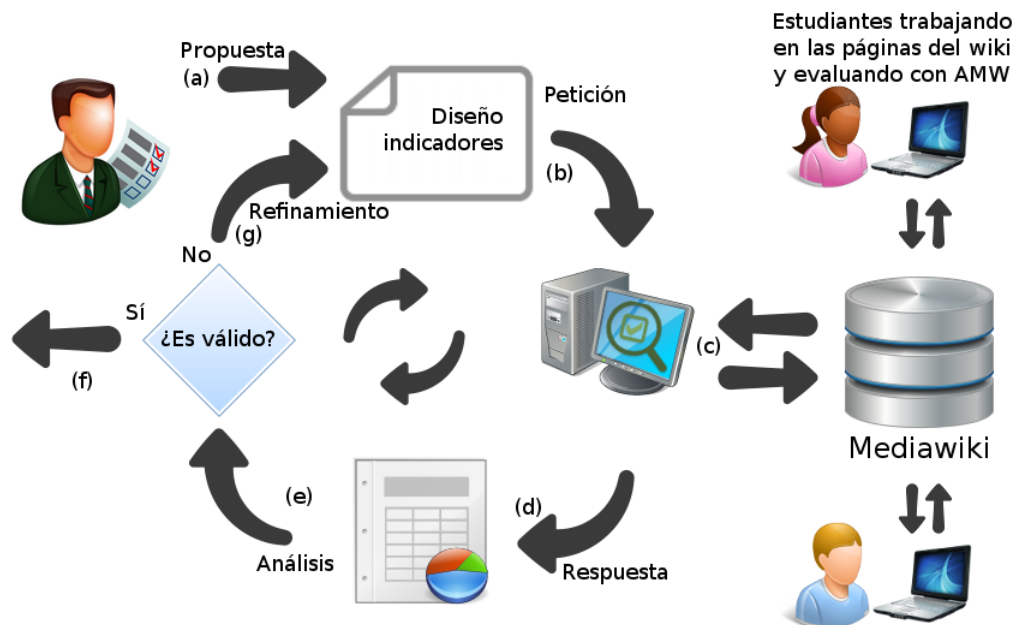 Propuesta
(a)
Diseño
indicadores
Petición
(b)
Estudiantes trabajando
en las páginas del wiki
y evaluando con AMW
Refinamiento
(g)
No
Sí
¿Es válido?
(f)
(c)
Mediawiki
(e)
(d)
Análisis
Respuesta